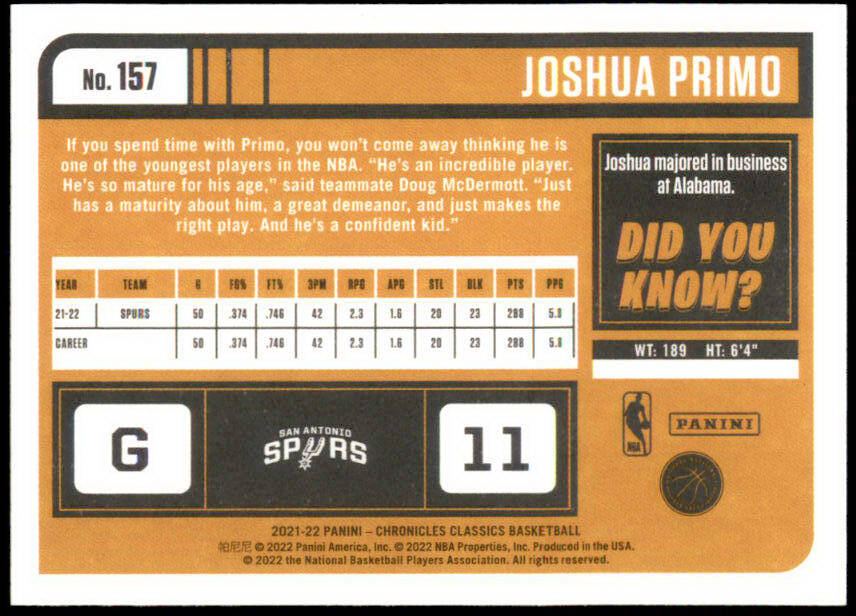 No. 157
JOSHUA PRIMO
If you spend time with Primo, you won't come away thinking he is
one of the youngest players in the NBA. "He's an incredible player.
He's so mature for his age," said teammate Doug McDermott. "Just
has a maturity about him, a great demeanor, and just makes the
right play. And he's a confident kid."
Joshua majored in business
at Alabama.
DID YOU
KNOW?
YEAR TEAM G FG% FT% 3PM RPG APG STL BLK PTS PPG
21-22 SPURS 50 .374 .746 42 2.3 1.6 20 23 288 5.8
CAREER 50 .374 .746 42 2.3 1.6 20 23 288 5.8
WT: 189 HT: 6'4"
G
SAN ANTONIO
SPURS
11
NBA
PANINI
2021-22 PANINI – CHRONICLES CLASSICS BASKETBALL
帕尼尼 © 2022 Panini America, Inc. © 2022 NBA Properties, Inc. Produced in the USA.
© 2022 the National Basketball Players Association. All rights reserved.